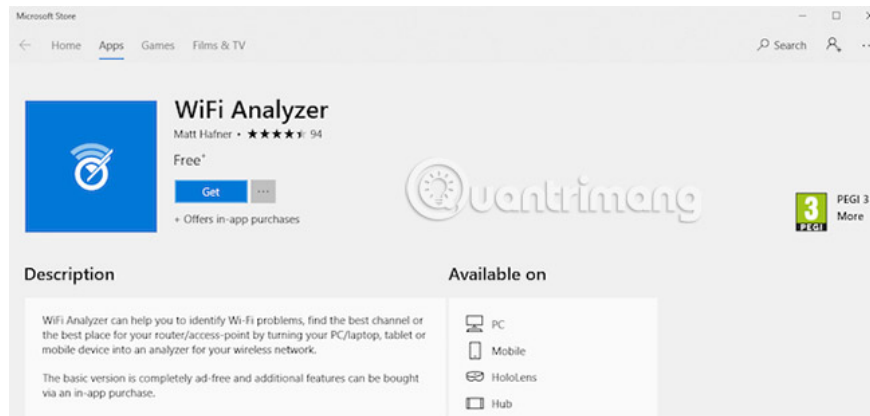 Microsoft Store
Home Apps Games Films & TV
Search
WiFi Analyzer
Matt Hafner • 94
Free+
Get ...
+ Offers in-app purchases
Quantrimang
3
PEGI
PEGI 3
More
Description
WiFi Analyzer can help you to identify Wi-Fi problems, find the best channel or
the best place for your router/access-point by turning your PC/laptop, tablet or
mobile device into an analyzer for your wireless network.
The basic version is completely ad-free and additional features can be bought
via an in-app purchase.
Available on
PC
Mobile
HoloLens
Hub